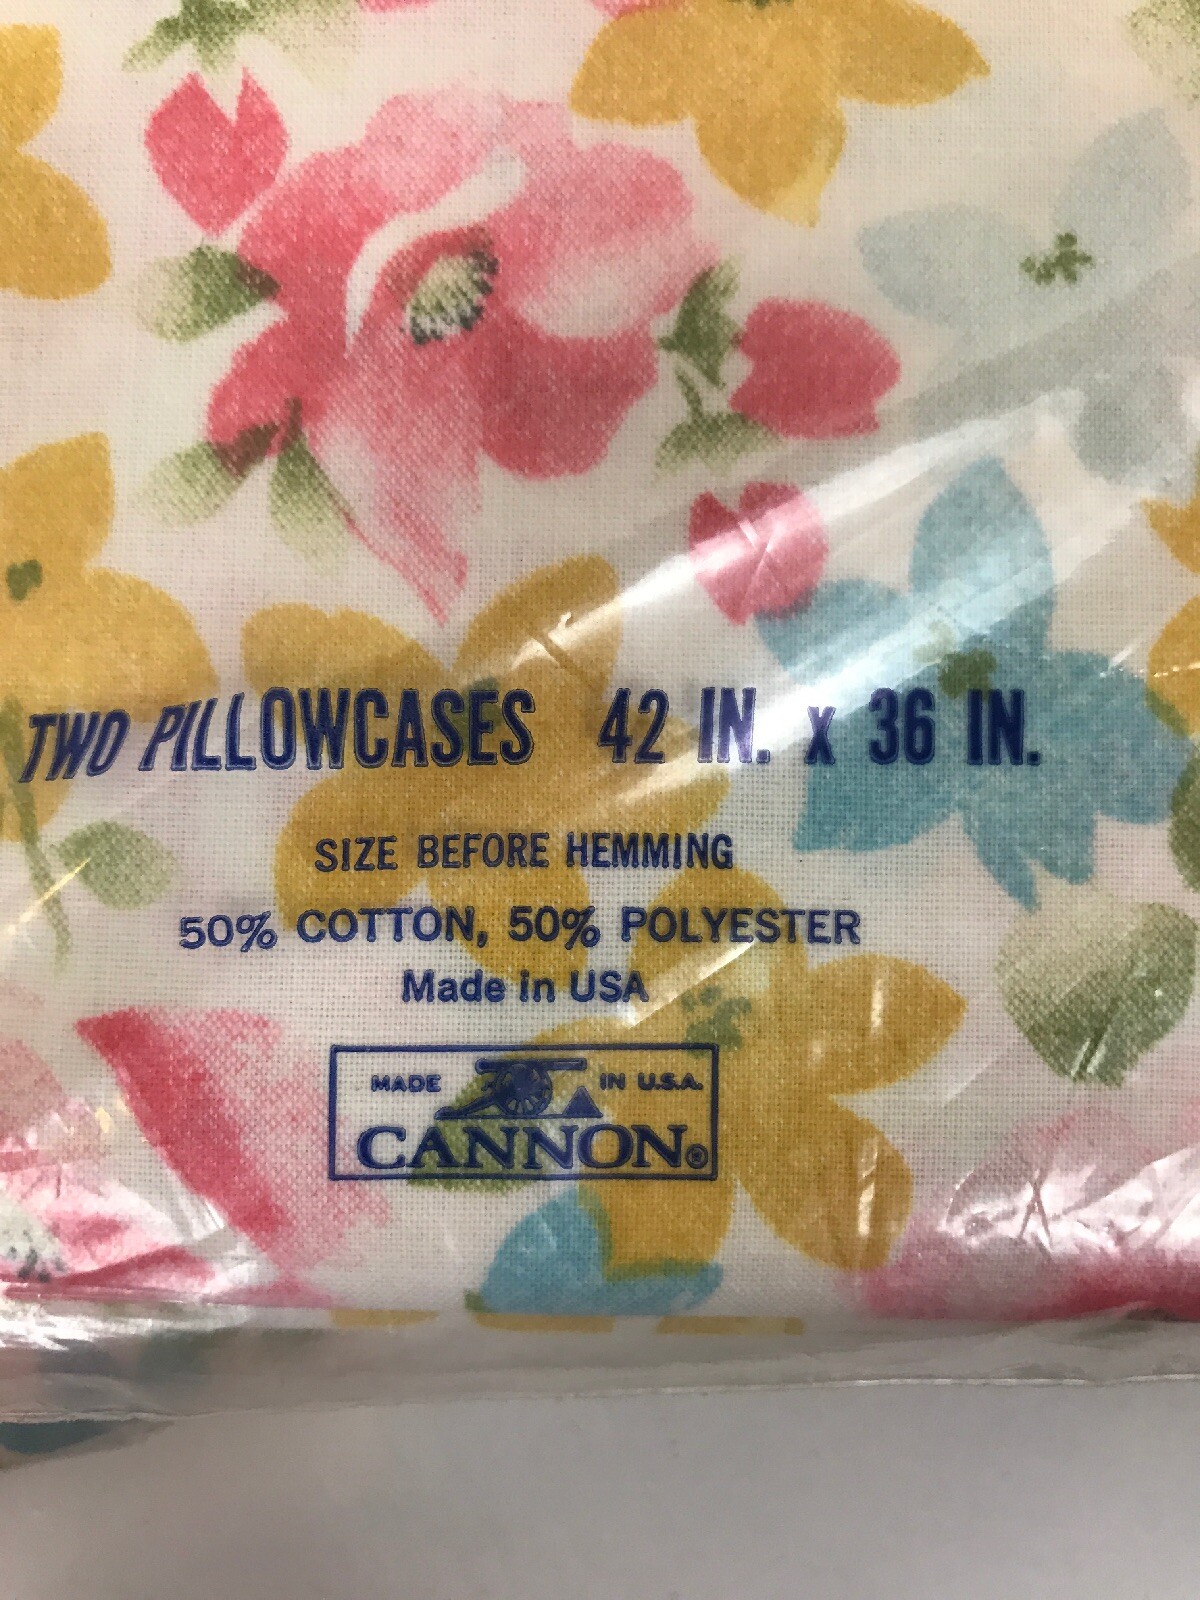 TWO PILLOWCASES 42 IN. x 36 IN.
SIZE BEFORE HEMMING
50% COTTON, 50% POLYESTER
Made in USA
MADE IN U.S.A.
CANNON®